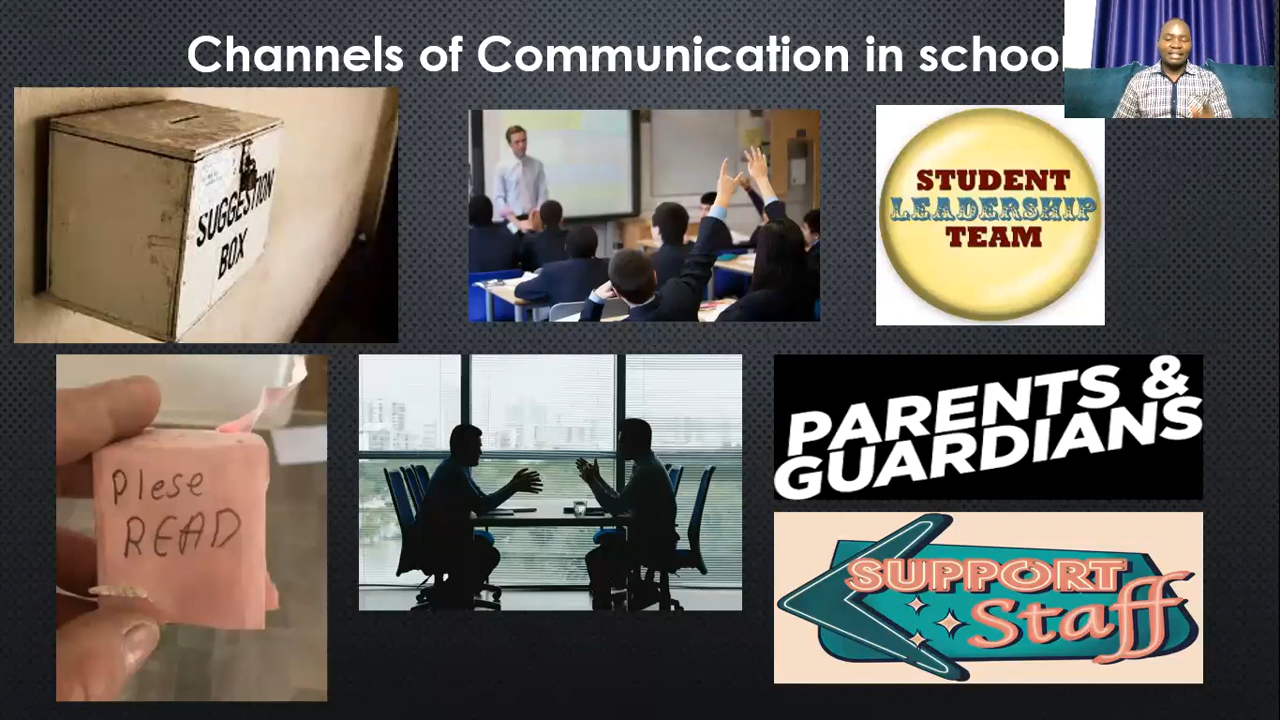 Channels of Communication in school
SUGGESTION
BOX
STUDENT
LEADERSHIP
TEAM
Plese
READ
PARENTS &
GUARDIANS
SUPPORT
Staff